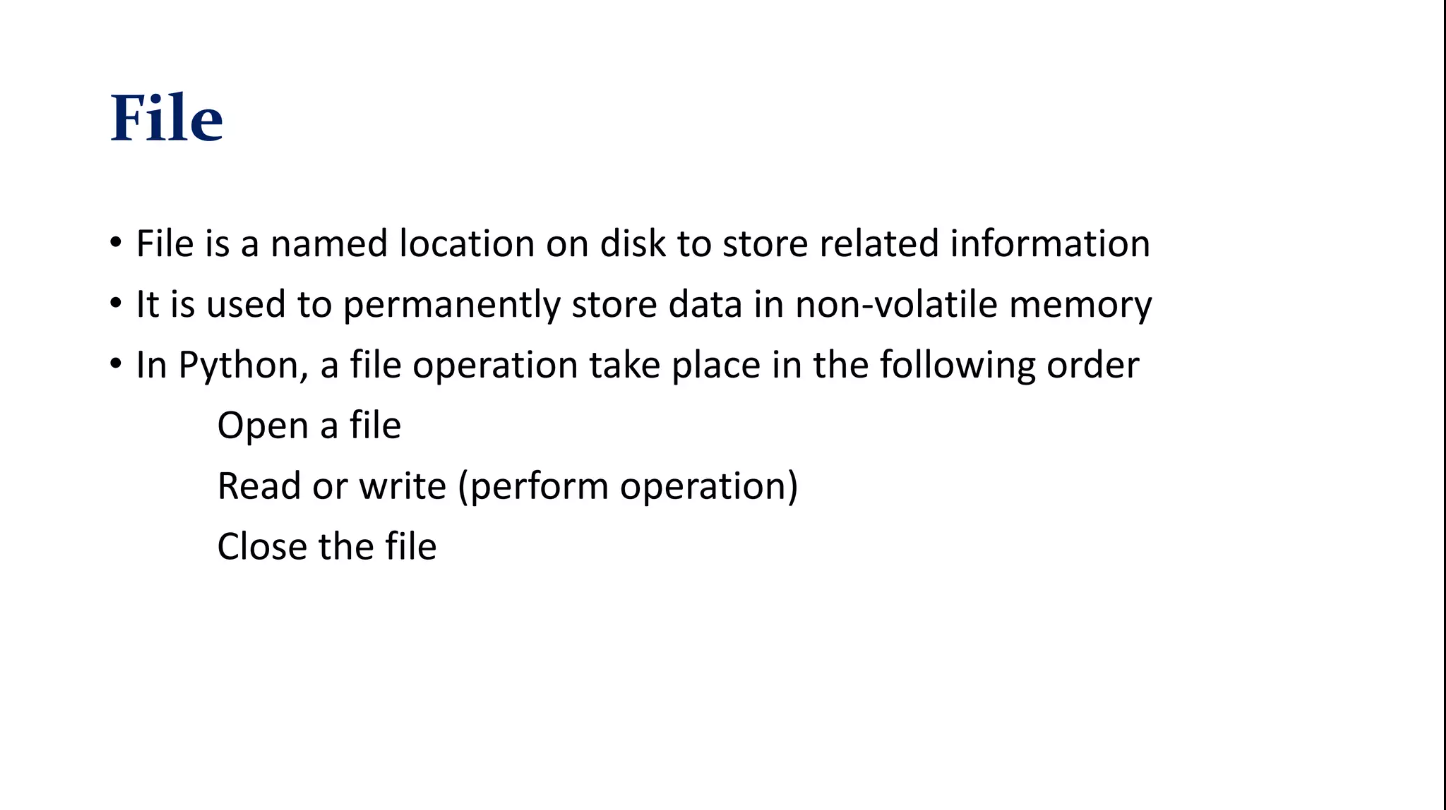 File
• File is a named location on disk to store related information
• It is used to permanently store data in non-volatile memory
• In Python, a file operation take place in the following order
Open a file
Read or write (perform operation)
Close the file